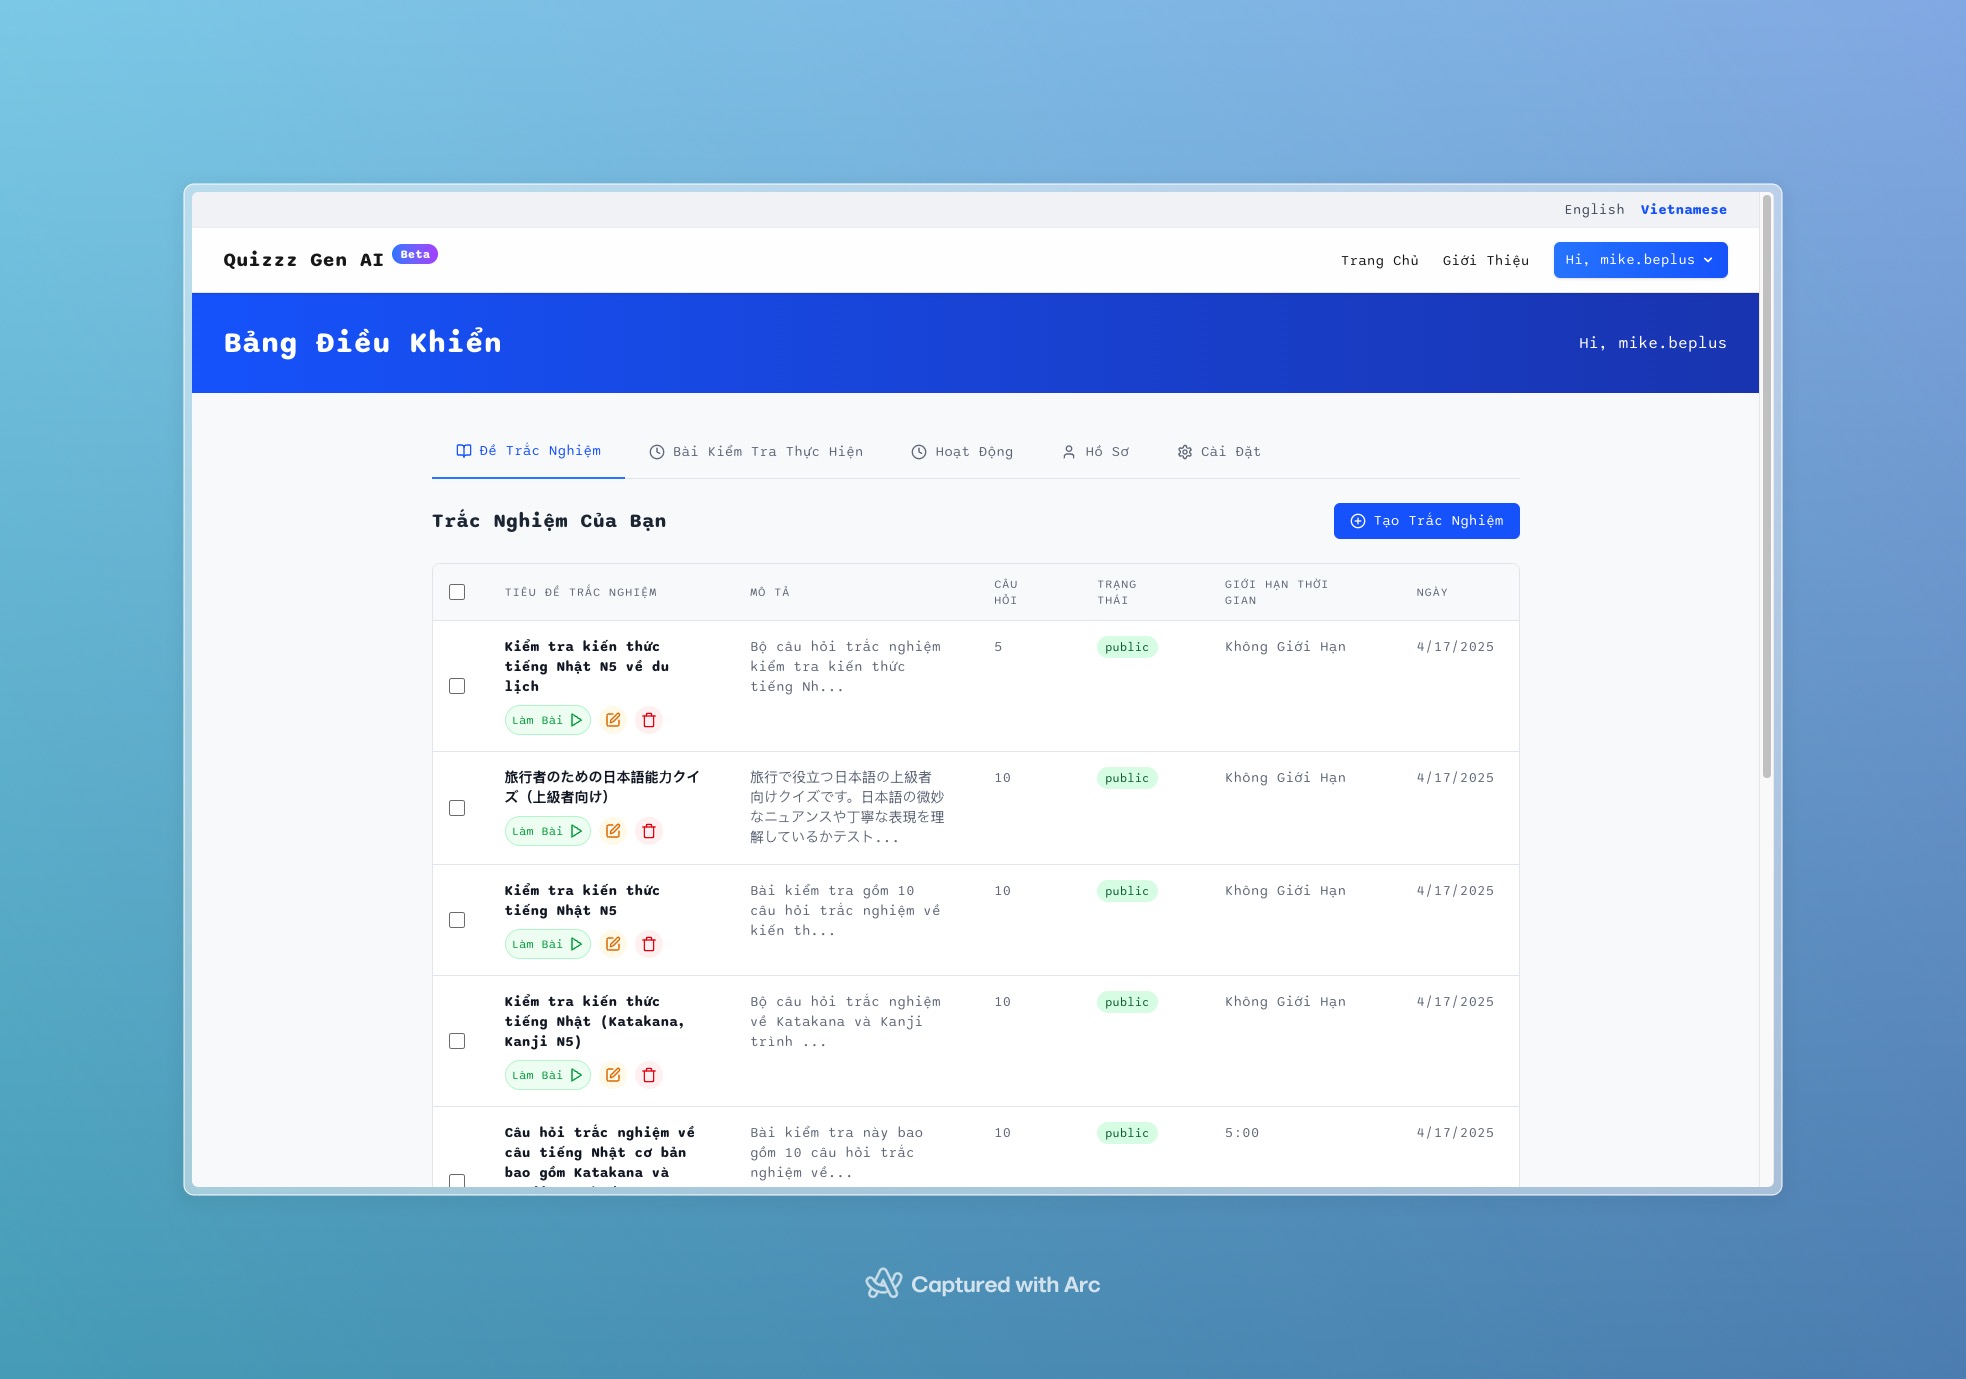 English Vietnamese
Quizzz Gen AI Beta
Trang Chủ Giới Thiệu Hi, mike.beplus
Bảng Điều Khiển
Hi, mike.beplus
Đề Trắc Nghiệm Bài Kiểm Tra Thực Hiện Hoạt Động Hồ Sơ Cài Đặt
Trắc Nghiệm Của Bạn
Tạo Trắc Nghiệm
TIÊU ĐỀ TRẮC NGHIỆM
MÔ TẢ
CÂU
HỎI
TRẠNG
THÁI
GIỚI HẠN THỜI
GIAN
NGÀY
Kiểm tra kiến thức
tiếng Nhật N5 về du
lịch
Làm Bài
Bộ câu hỏi trắc nghiệm
kiểm tra kiến thức
tiếng Nh...
5
public
Không Giới Hạn
4/17/2025
旅行者のための日本語能力クイ
ズ（上級者向け）
Làm Bài
旅行で役立つ日本語の上級者
向けクイズです。日本語の微妙
なニュアンスや丁寧な表現を理
解しているかテスト...
10
public
Không Giới Hạn
4/17/2025
Kiểm tra kiến thức
tiếng Nhật N5
Làm Bài
Bài kiểm tra gồm 10
câu hỏi trắc nghiệm về
kiến th...
10
public
Không Giới Hạn
4/17/2025
Kiểm tra kiến thức
tiếng Nhật (Katakana,
Kanji N5)
Làm Bài
Bộ câu hỏi trắc nghiệm
về Katakana và Kanji
trình ...
10
public
Không Giới Hạn
4/17/2025
Câu hỏi trắc nghiệm về
câu tiếng Nhật cơ bản
bao gồm Katakana và
Bài kiểm tra này bao
gồm 10 câu hỏi trắc
nghiệm về...
10
public
5:00
4/17/2025
Captured with Arc